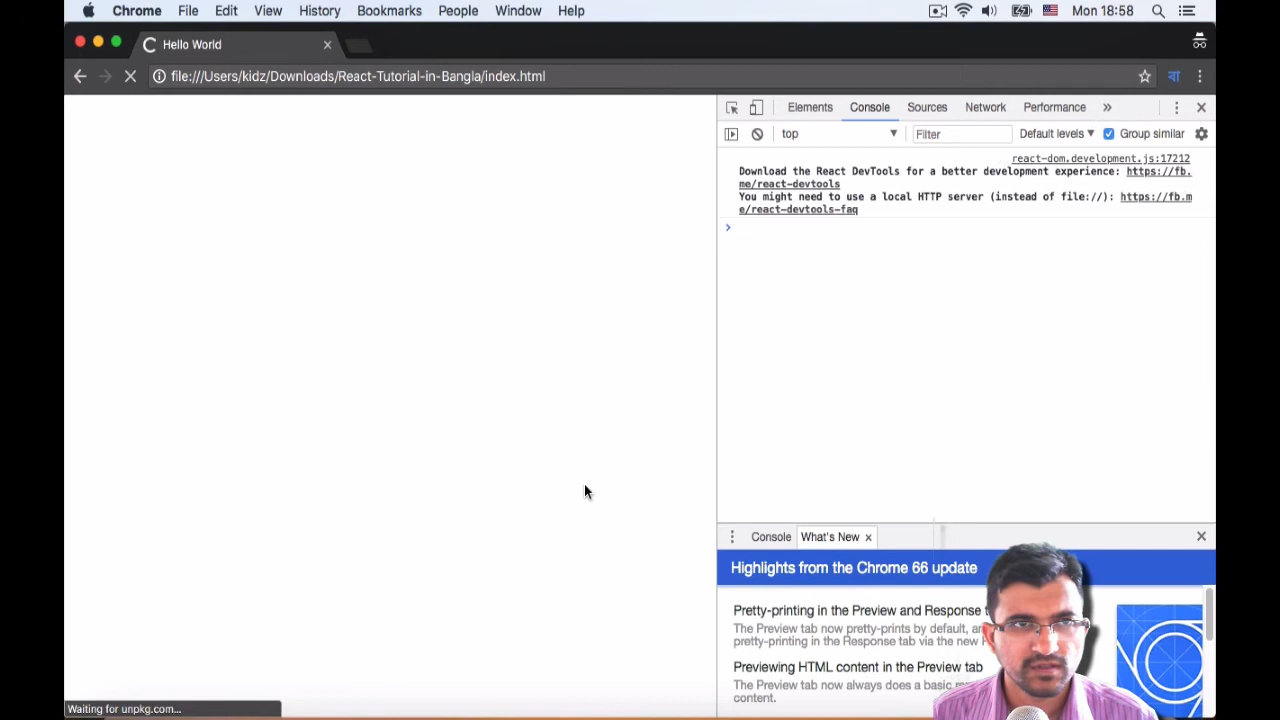 Chrome File Edit View History Bookmarks People Window Help Mon 18:58
Hello World
file:///Users/kidz/Downloads/React-Tutorial-in-Bangla/index.html বা
Elements Console Sources Network Performance »
top Filter Default levels Group similar
react-dom.development.js:17212
Download the React DevTools for a better development experience: https://fb.
me/react-devtools
You might need to use a local HTTP server (instead of file://): https://fb.m
e/react-devtools-faq
Console What's New
Highlights from the Chrome 66 update
Pretty-printing in the Preview and Response
The Preview tab now pretty-prints by default,
pretty-printing in the Response tab via the new
Previewing HTML content in the Preview tab
The Preview tab now always does a basic
content.
Waiting for unpkg.com...